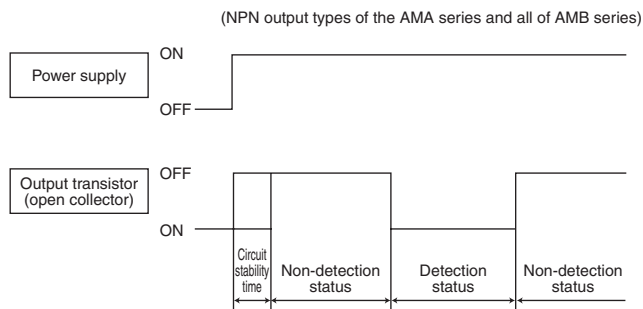 (NPN output types of the AMA series and all of AMB series)
Power supply
ON
OFF
Output transistor
(open collector)
OFF
ON
Circuit
stability
time
Non-detection
status
Detection
status
Non-detection
status